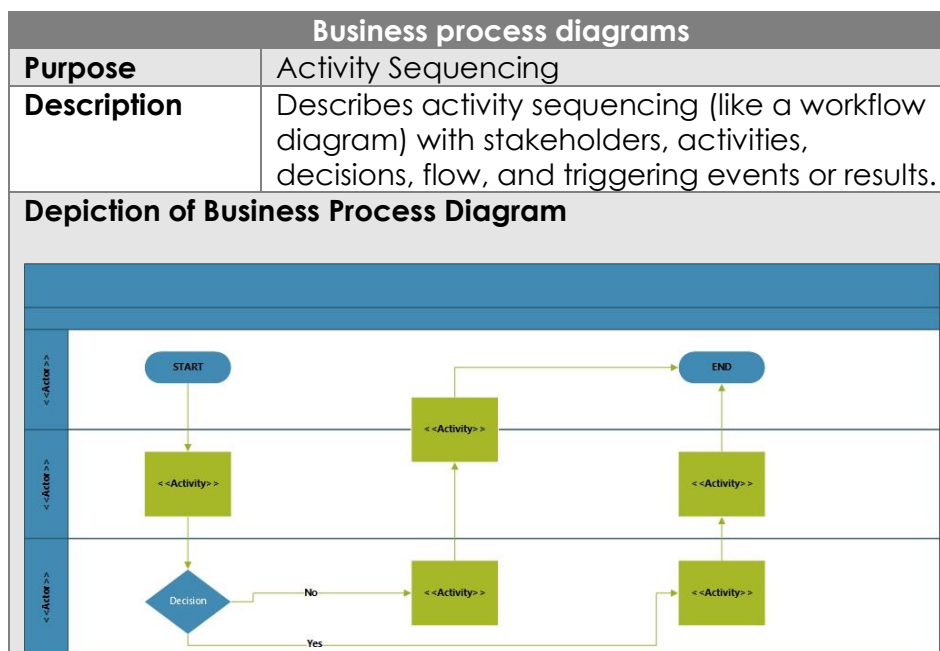 Business process diagrams
Purpose
Activity Sequencing
Description
Describes activity sequencing (like a workflow
diagram) with stakeholders, activities,
decisions, flow, and triggering events or results.
Depiction of Business Process Diagram
<<Actor>>
START
END
<<Activity>>
<<Actor>>
<<Activity>>
<<Activity>>
<<Actor>>
Decision
No
<<Activity>>
<<Activity>>
Yes